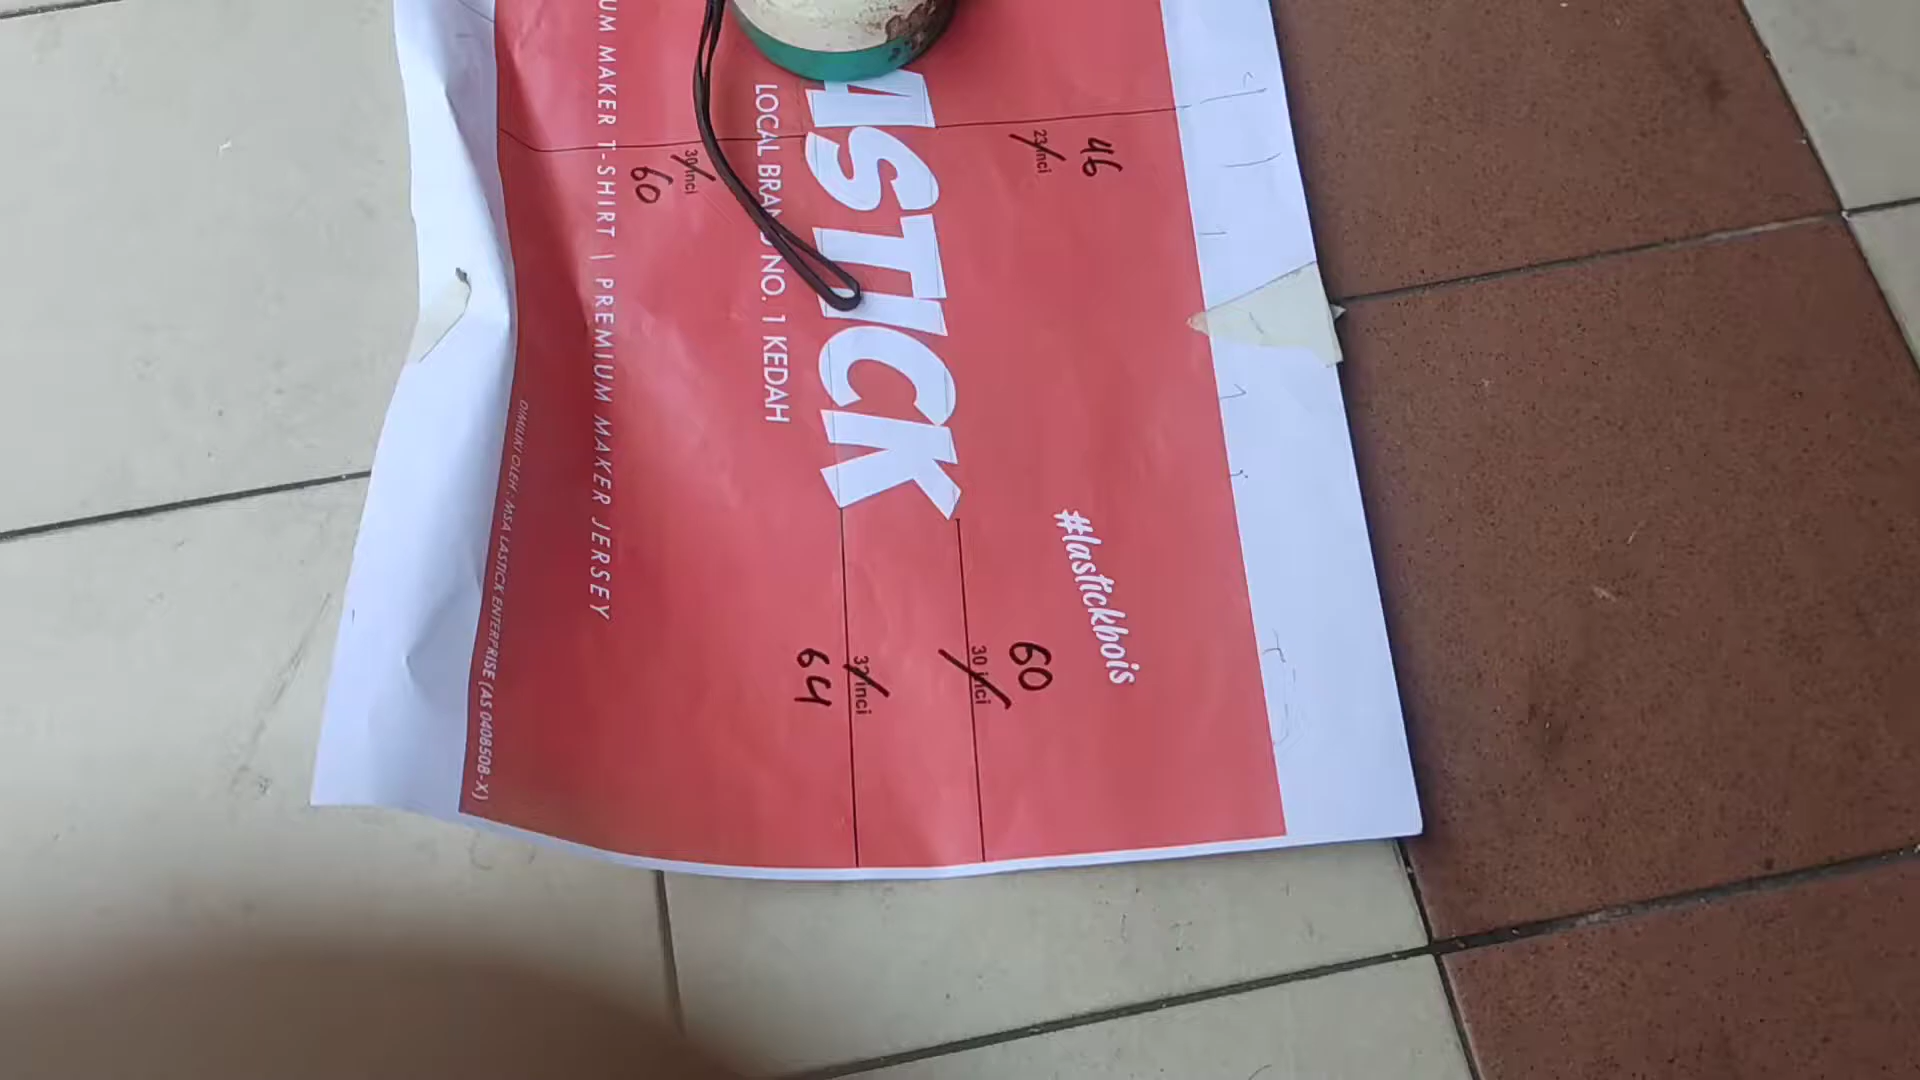 46
23 inci
#lastickbois
60
30 inci
ASTICK
64
32 inci
LOCAL BRAND NO. 1 KEDAH
30 inci
60
UM MAKER T-SHIRT | PREMIUM MAKER JERSEY
DIMILIKI OLEH : MSA LASTICK ENTERPRISE (AS 0408508-X)